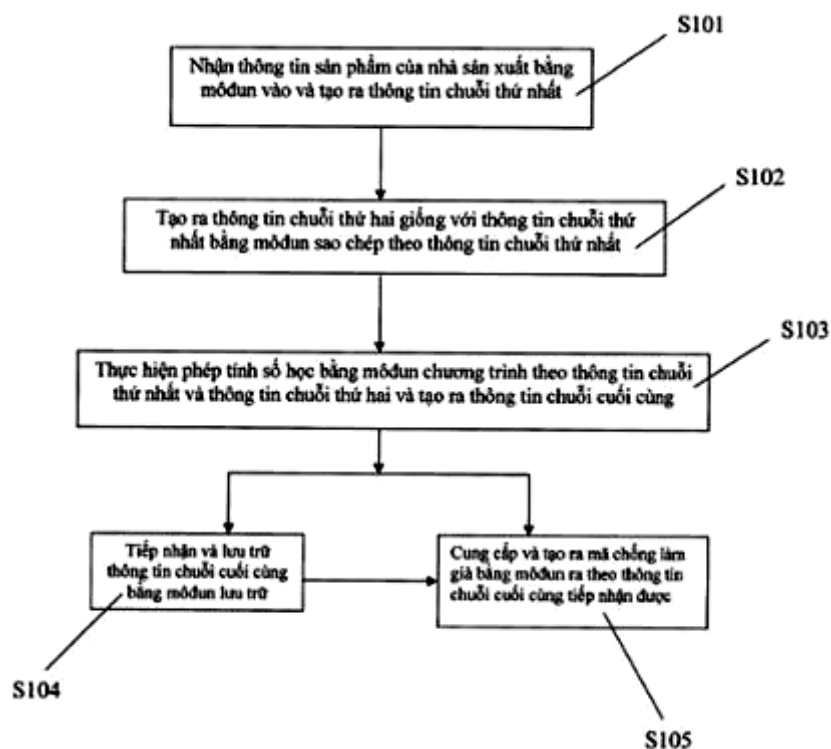 S101
Nhận thông tin sản phẩm của nhà sản xuất bằng
môđun vào và tạo ra thông tin chuỗi thứ nhất
S102
Tạo ra thông tin chuỗi thứ hai giống với thông tin chuỗi thứ
nhất bằng môđun sao chép theo thông tin chuỗi thứ nhất
S103
Thực hiện phép tính số học bằng môđun chương trình theo thông tin chuỗi
thứ nhất và thông tin chuỗi thứ hai và tạo ra thông tin chuỗi cuối cùng
Tiếp nhận và lưu trữ
thông tin chuỗi cuối cùng
bằng môđun lưu trữ
S104
Cung cấp và tạo ra mã chống làm
giả bằng môđun ra theo thông tin
chuỗi cuối cùng tiếp nhận được
S105